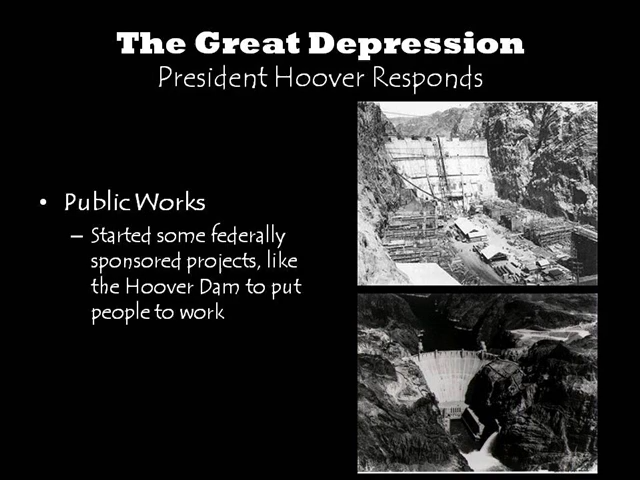 The Great Depression
President Hoover Responds
• Public Works
– Started some federally
sponsored projects, like
the Hoover Dam to put
people to work